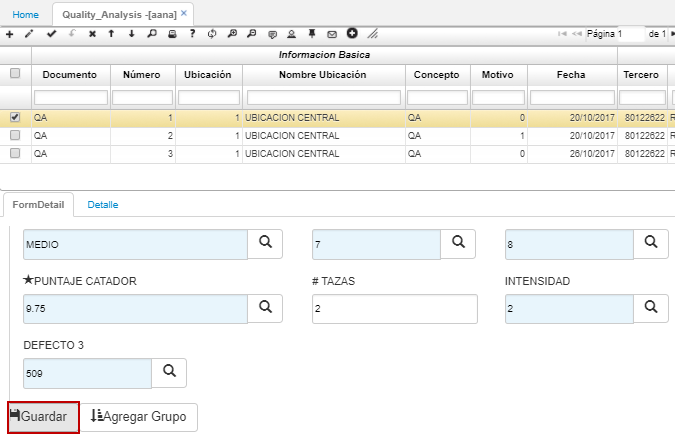 Home Quality_Analysis -[aana] ×
Página 1 de 1
Informacion Basica
Documento Número Ubicación Nombre Ubicación Concepto Motivo Fecha Tercero
QA 1 1 UBICACION CENTRAL QA 0 20/10/2017 80122622 R
QA 2 1 UBICACION CENTRAL QA 1 20/10/2017 80122622 R
QA 3 1 UBICACION CENTRAL QA 0 26/10/2017 80122622 R
FormDetail Detalle
MEDIO 7 8
★PUNTAJE CATADOR # TAZAS INTENSIDAD
9.75 2 2
DEFECTO 3
509
Guardar Agregar Grupo